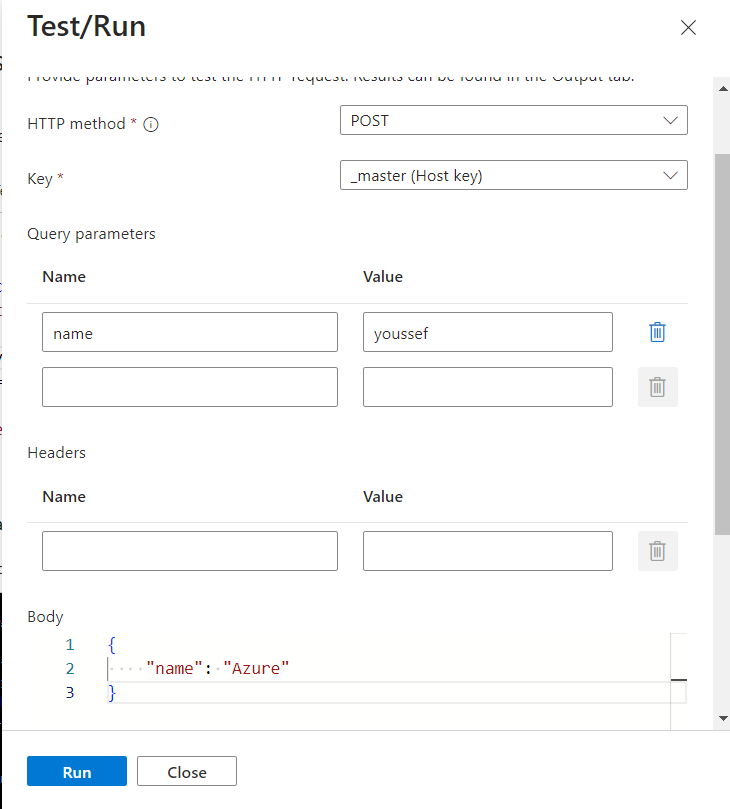 Test/Run
Provide parameters to test the HTTP request. Results can be found in the Output tab.
HTTP method *
POST
Key *
_master (Host key)
Query parameters
Name Value
name youssef
Headers
Name Value
Body
1 {
2 "name": "Azure"
3 }
Run Close